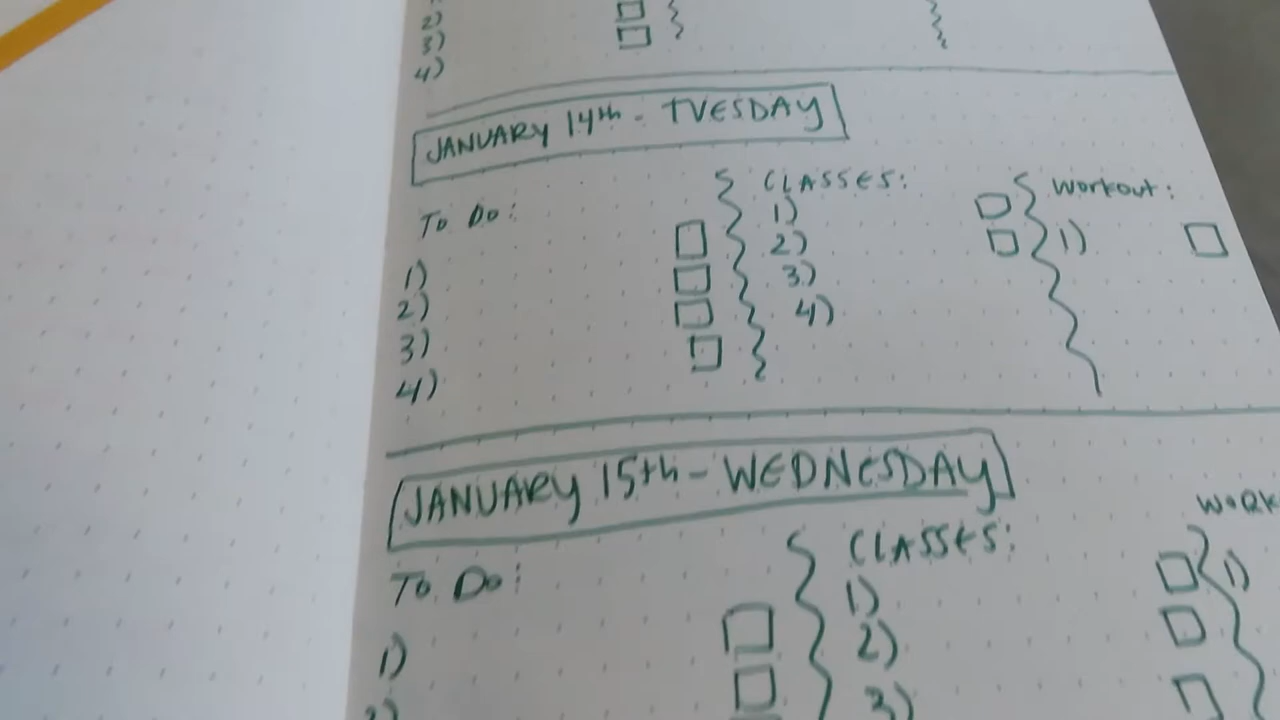 2)
3)
4)
JANUARY 14th - TUESDAY
To Do:
1)
2)
3)
4)
CLASSES:
1)
2)
3)
4)
Workout:
1)
JANUARY 15th - WEDNESDAY
To Do:
1)
2)
CLASSES:
1)
2)
3)
WORK
1)